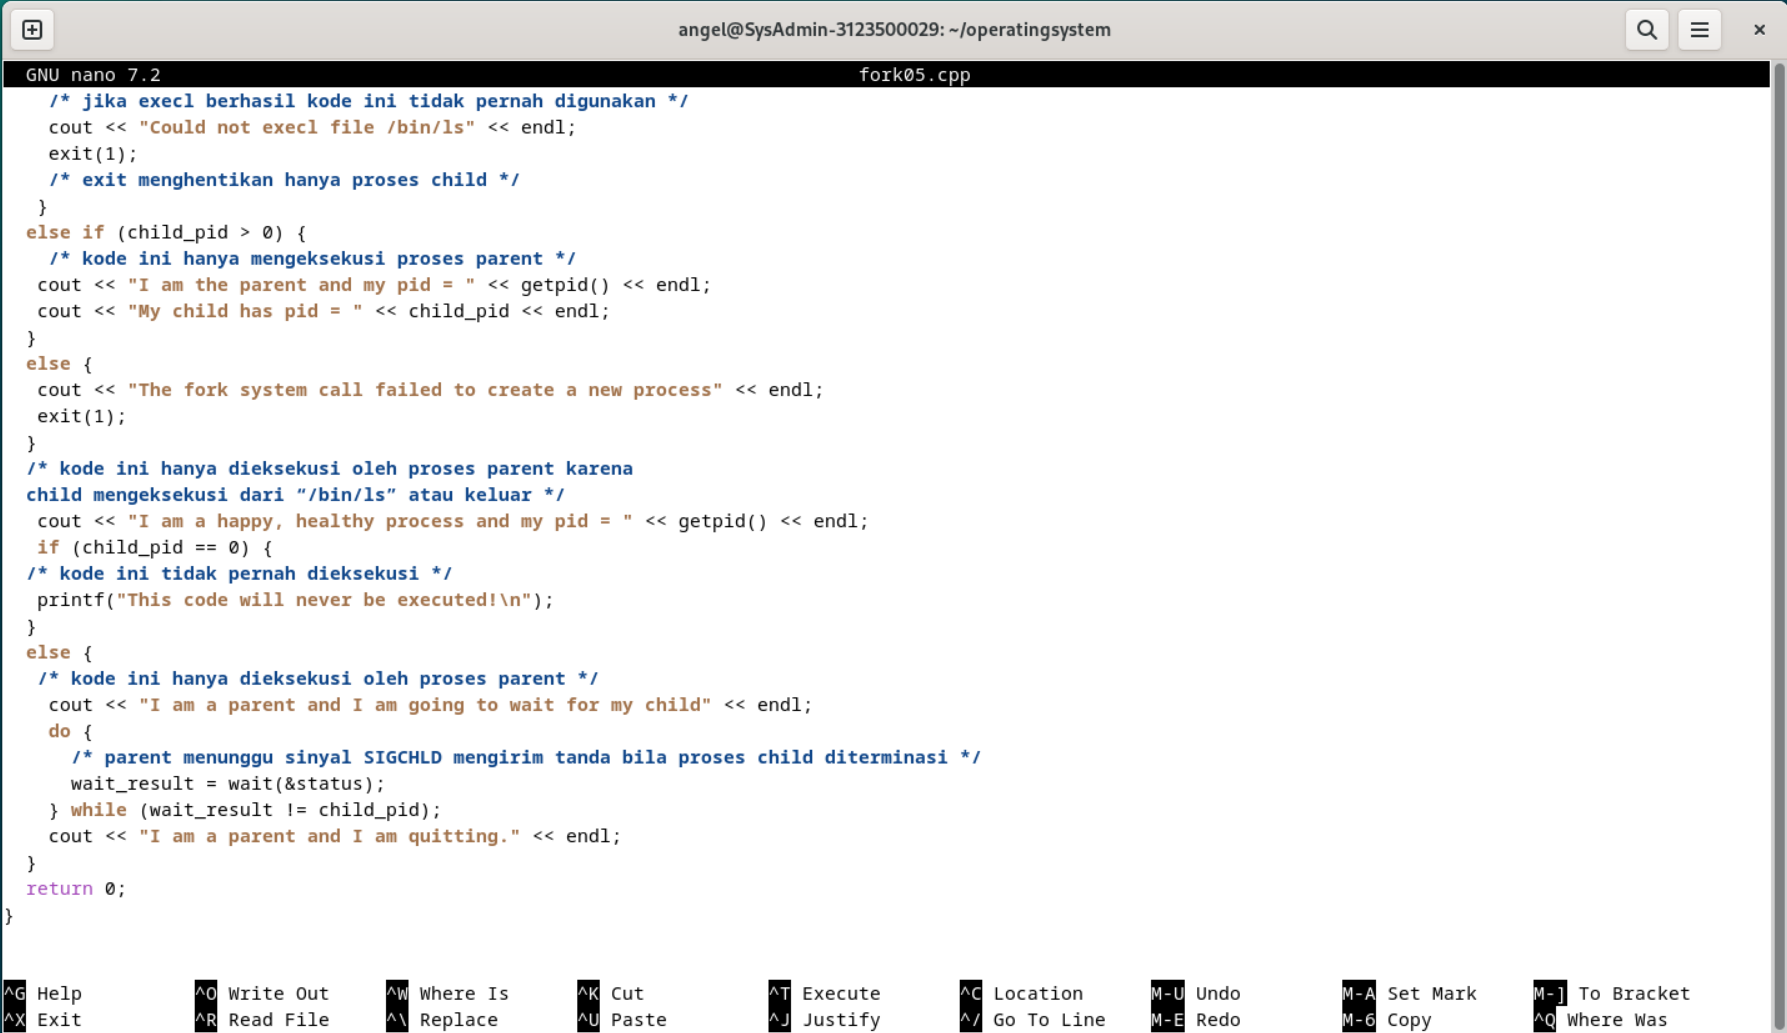 angel@SysAdmin-3123500029: ~/operatingsystem
GNU nano 7.2 fork05.cpp
/* jika execl berhasil kode ini tidak pernah digunakan */
cout << "Could not execl file /bin/ls" << endl;
exit(1);
/* exit menghentikan hanya proses child */
}
else if (child_pid > 0) {
/* kode ini hanya mengeksekusi proses parent */
cout << "I am the parent and my pid = " << getpid() << endl;
cout << "My child has pid = " << child_pid << endl;
}
else {
cout << "The fork system call failed to create a new process" << endl;
exit(1);
}
/* kode ini hanya dieksekusi oleh proses parent karena
child mengeksekusi dari “/bin/ls” atau keluar */
cout << "I am a happy, healthy process and my pid = " << getpid() << endl;
if (child_pid == 0) {
/* kode ini tidak pernah dieksekusi */
printf("This code will never be executed!\n");
}
else {
/* kode ini hanya dieksekusi oleh proses parent */
cout << "I am a parent and I am going to wait for my child" << endl;
do {
/* parent menunggu sinyal SIGCHLD mengirim tanda bila proses child diterminasi */
wait_result = wait(&status);
} while (wait_result != child_pid);
cout << "I am a parent and I am quitting." << endl;
}
return 0;
}
^G Help ^O Write Out ^W Where Is ^K Cut ^T Execute ^C Location M-U Undo M-A Set Mark M-] To Bracket
^X Exit ^R Read File ^\ Replace ^U Paste ^J Justify ^/ Go To Line M-E Redo M-6 Copy ^Q Where Was